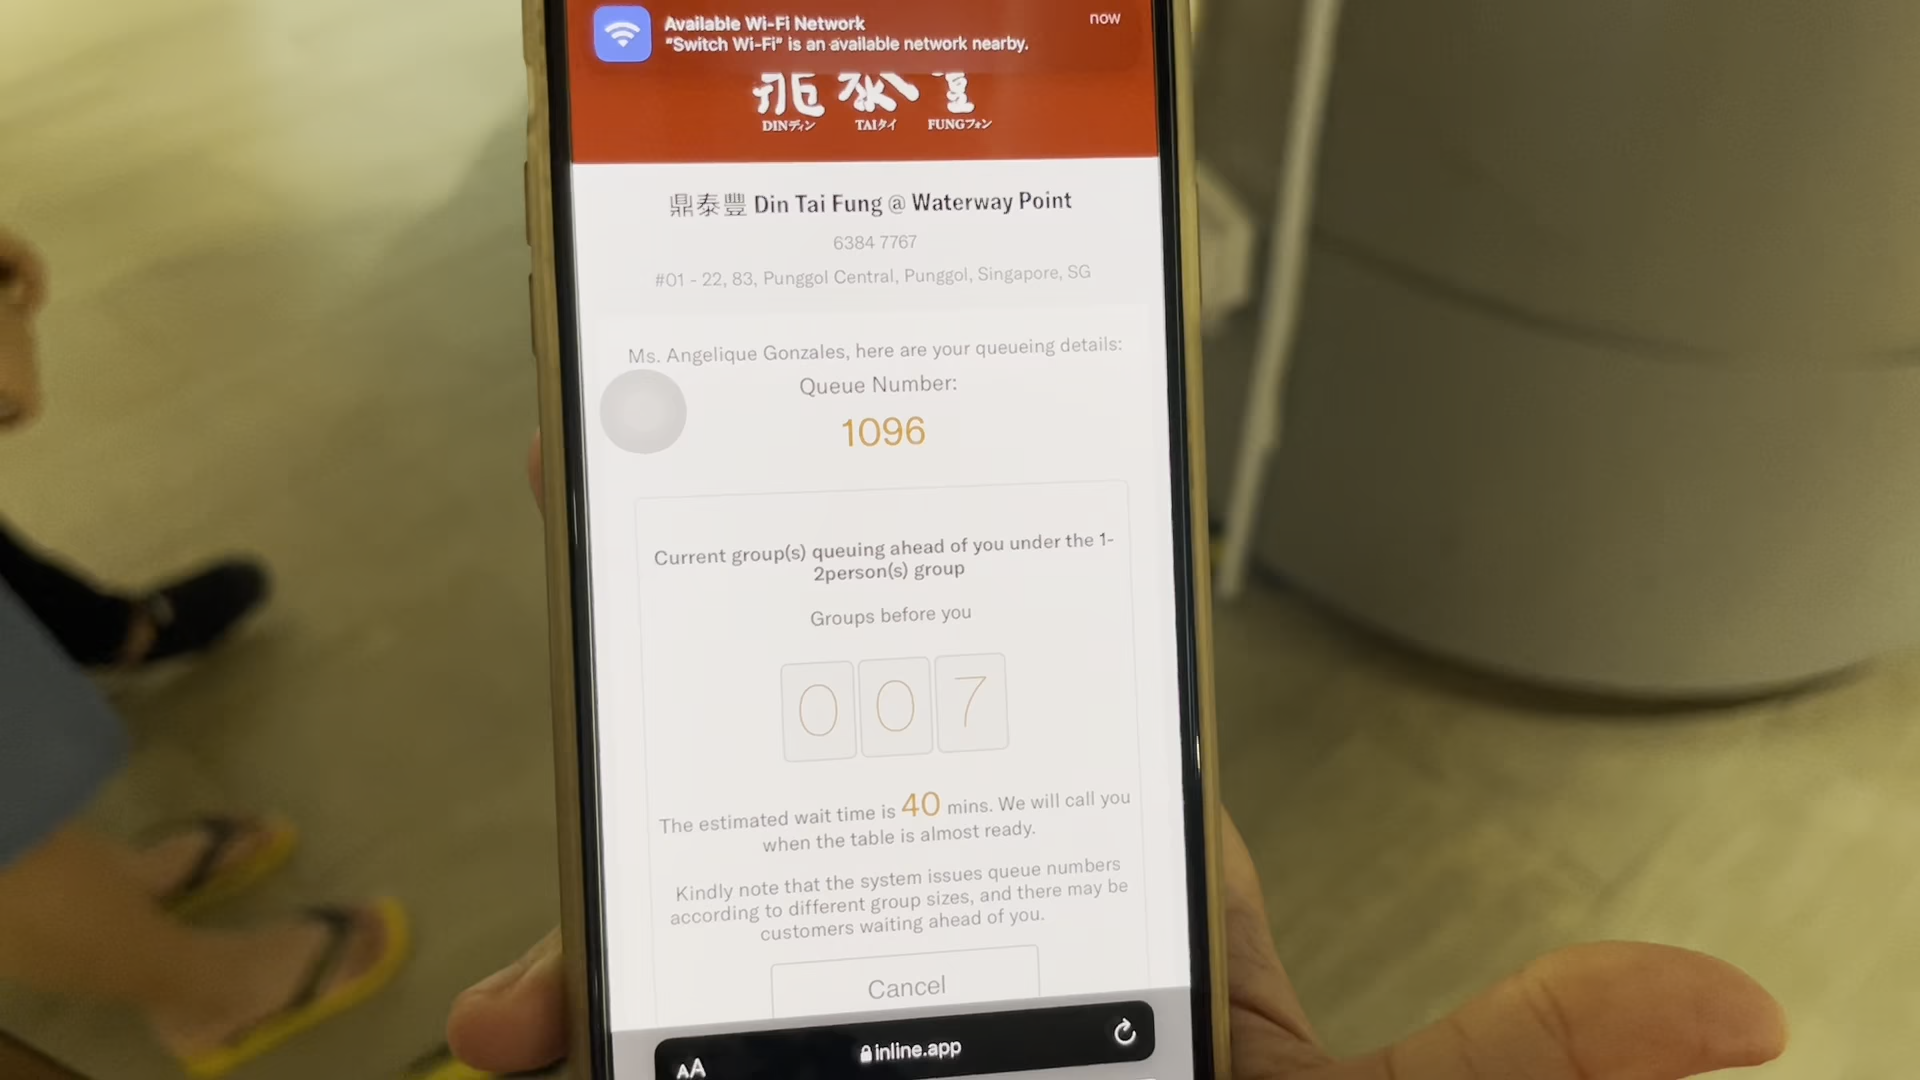 Available Wi-Fi Network
now
"Switch Wi-Fi" is an available network nearby.
鼎泰豐
DINディン TAIタイ FUNGフォン
鼎泰豐 Din Tai Fung @ Waterway Point
6384 7767
#01 - 22, 83, Punggol Central, Punggol, Singapore, SG
Ms. Angelique Gonzales, here are your queueing details:
Queue Number:
1096
Current group(s) queuing ahead of you under the 1-
2person(s) group
Groups before you
0 0 7
The estimated wait time is 40 mins. We will call you
when the table is almost ready.
Kindly note that the system issues queue numbers
according to different group sizes, and there may be
customers waiting ahead of you.
Cancel
AA
inline.app